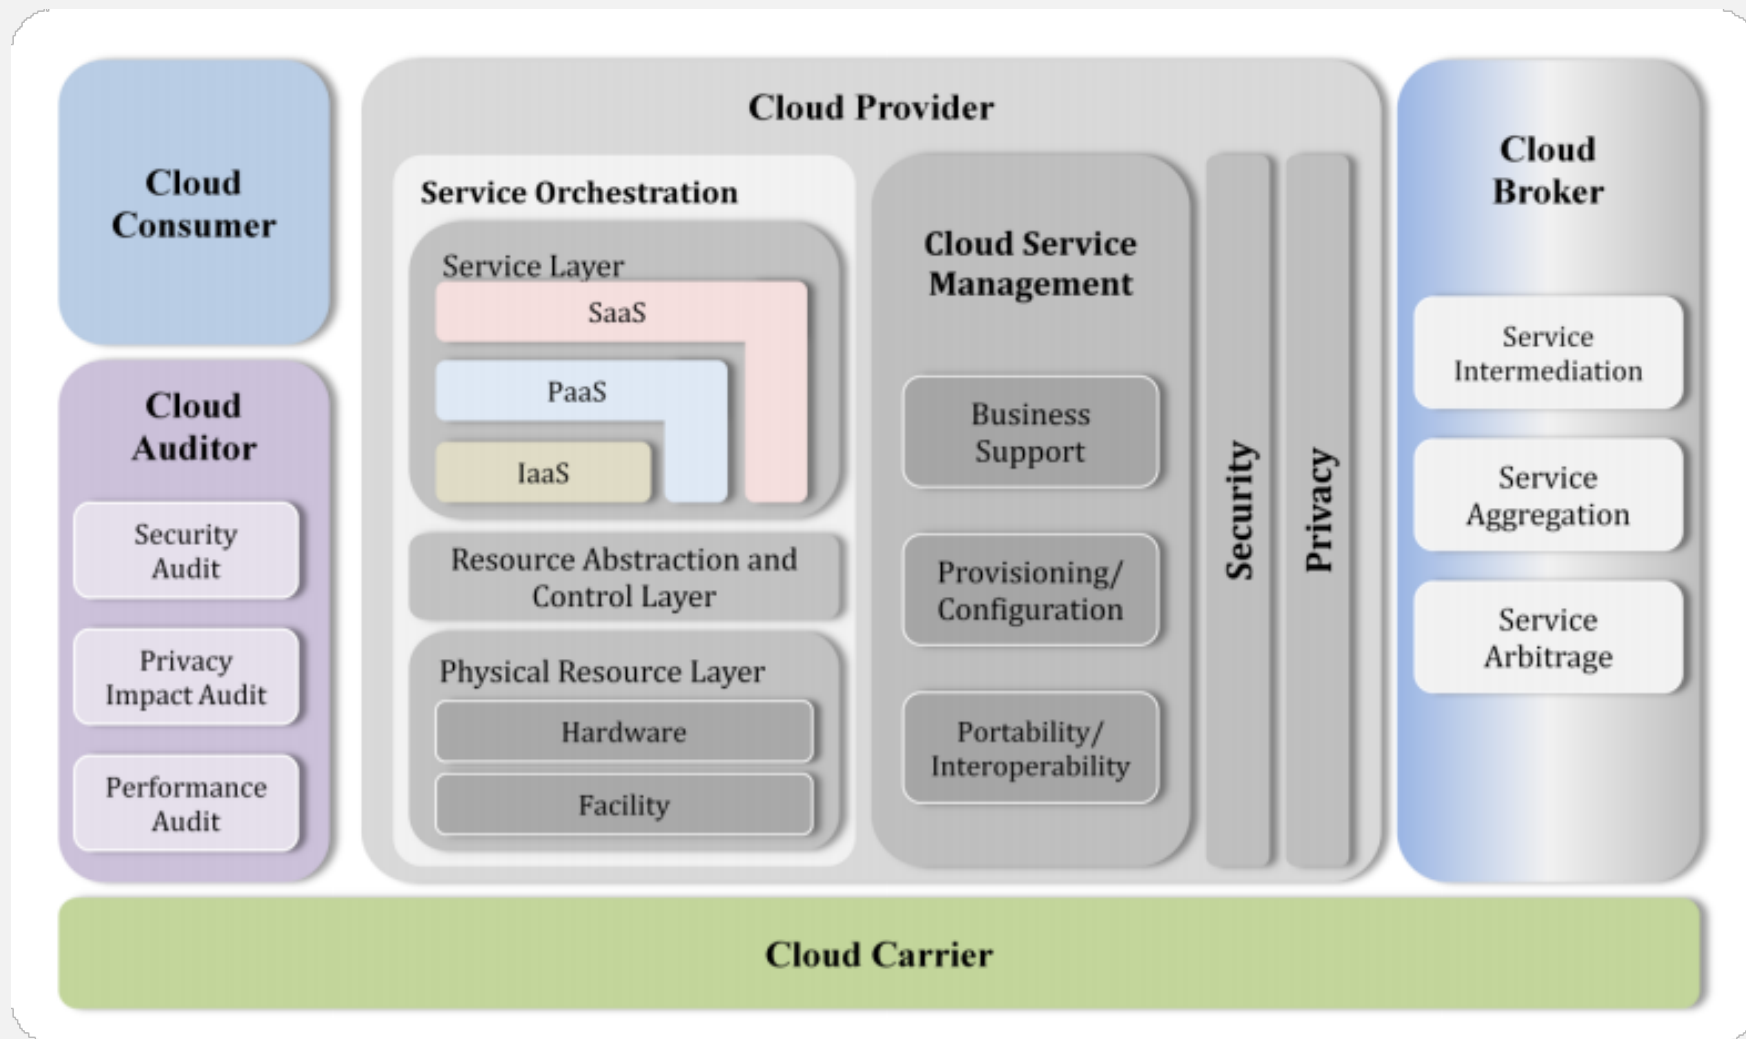 Cloud
Consumer
Cloud
Auditor
Security
Audit
Privacy
Impact Audit
Performance
Audit
Cloud Provider
Service Orchestration
Service Layer
SaaS
PaaS
IaaS
Resource Abstraction and
Control Layer
Physical Resource Layer
Hardware
Facility
Cloud Service
Management
Business
Support
Provisioning/
Configuration
Portability/
Interoperability
Security
Privacy
Cloud
Broker
Service
Intermediation
Service
Aggregation
Service
Arbitrage
Cloud Carrier